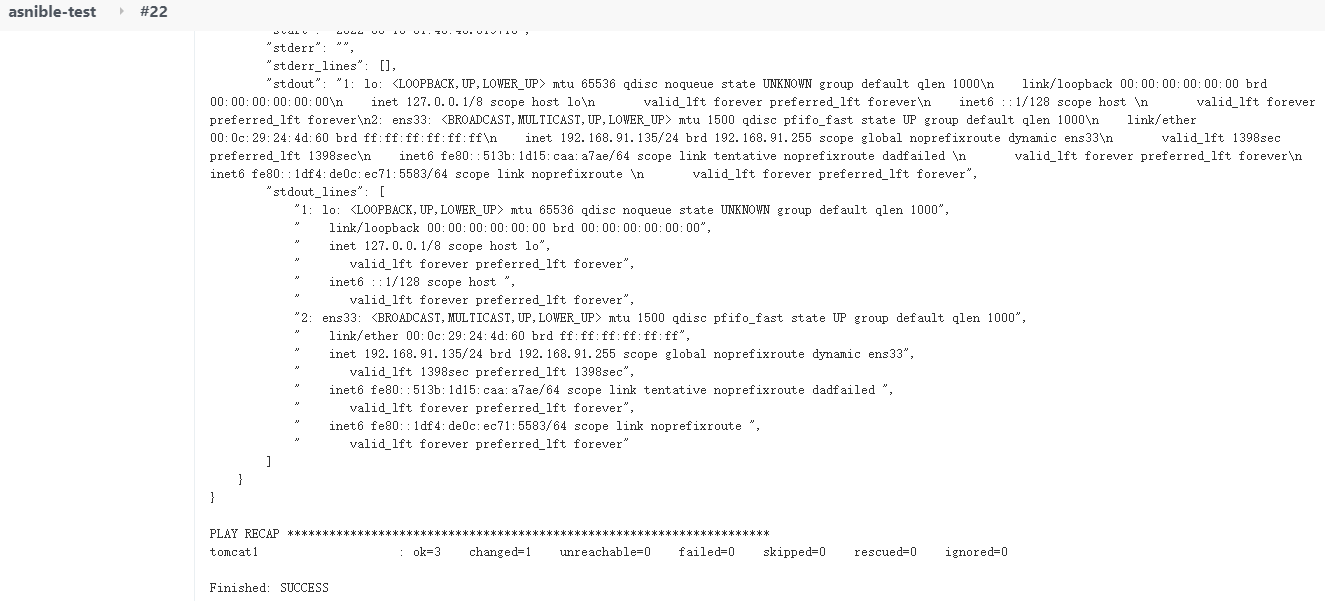 asnible-test #22
"stderr": "",
"stderr_lines": [],
"stdout": "1: lo: <LOOPBACK,UP,LOWER_UP> mtu 65536 qdisc noqueue state UNKNOWN group default qlen 1000\n    link/loopback 00:00:00:00:00:00 brd
00:00:00:00:00:00\n    inet 127.0.0.1/8 scope host lo\n       valid_lft forever preferred_lft forever\n    inet6 ::1/128 scope host \n       valid_lft forever
preferred_lft forever\n2: ens33: <BROADCAST,MULTICAST,UP,LOWER_UP> mtu 1500 qdisc pfifo_fast state UP group default qlen 1000\n    link/ether
00:0c:29:24:4d:60 brd ff:ff:ff:ff:ff:ff\n    inet 192.168.91.135/24 brd 192.168.91.255 scope global noprefixroute dynamic ens33\n       valid_lft 1398sec
preferred_lft 1398sec\n    inet6 fe80::513b:1d15:caa:a7ae/64 scope link tentative noprefixroute dadfailed \n       valid_lft forever preferred_lft forever\n
inet6 fe80::1df4:de0c:ec71:5583/64 scope link noprefixroute \n       valid_lft forever preferred_lft forever",
"stdout_lines": [
"1: lo: <LOOPBACK,UP,LOWER_UP> mtu 65536 qdisc noqueue state UNKNOWN group default qlen 1000",
"    link/loopback 00:00:00:00:00:00 brd 00:00:00:00:00:00",
"    inet 127.0.0.1/8 scope host lo",
"       valid_lft forever preferred_lft forever",
"    inet6 ::1/128 scope host ",
"       valid_lft forever preferred_lft forever",
"2: ens33: <BROADCAST,MULTICAST,UP,LOWER_UP> mtu 1500 qdisc pfifo_fast state UP group default qlen 1000",
"    link/ether 00:0c:29:24:4d:60 brd ff:ff:ff:ff:ff:ff",
"    inet 192.168.91.135/24 brd 192.168.91.255 scope global noprefixroute dynamic ens33",
"       valid_lft 1398sec preferred_lft 1398sec",
"    inet6 fe80::513b:1d15:caa:a7ae/64 scope link tentative noprefixroute dadfailed ",
"       valid_lft forever preferred_lft forever",
"    inet6 fe80::1df4:de0c:ec71:5583/64 scope link noprefixroute ",
"       valid_lft forever preferred_lft forever"
]
}
}
PLAY RECAP *********************************************************************
tomcat1                    : ok=3    changed=1    unreachable=0    failed=0    skipped=0    rescued=0    ignored=0
Finished: SUCCESS